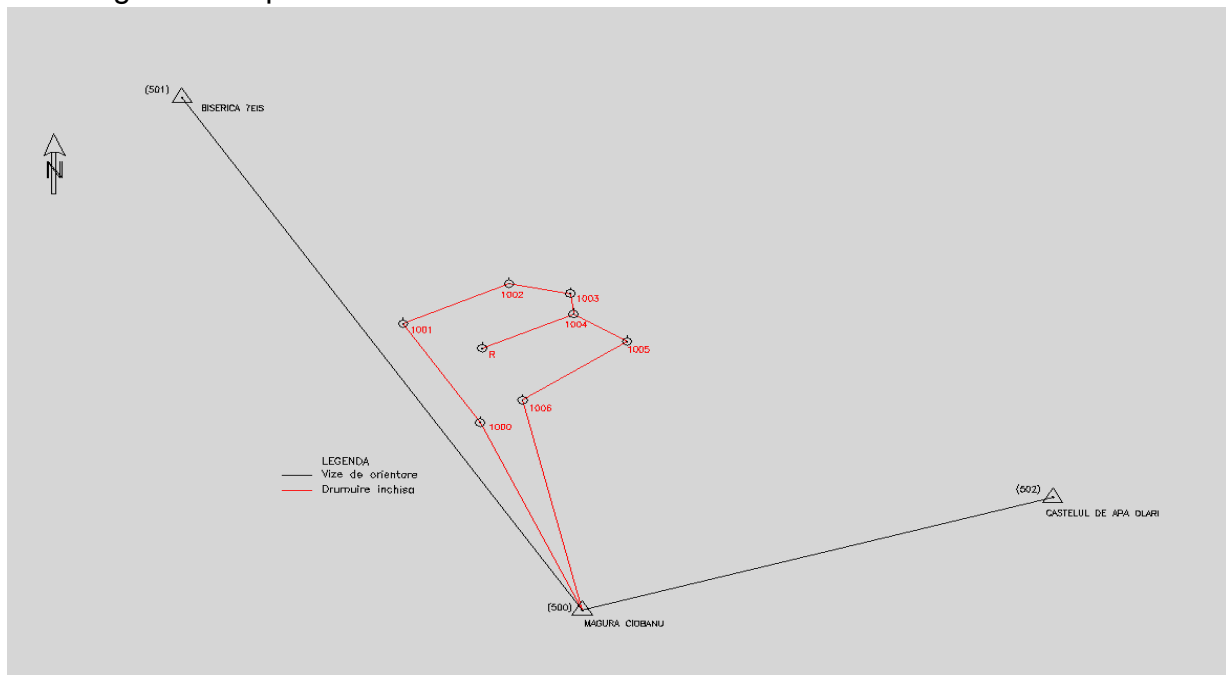 (501)
BISERICA 7EIS
N
1002
1003
1001
1004
R
1005
1006
1000
LEGENDA
Vize de orientare
Drumuire inchisa
(502)
CASTELUL DE APA OLARI
(500)
MAGURA CIOBANU